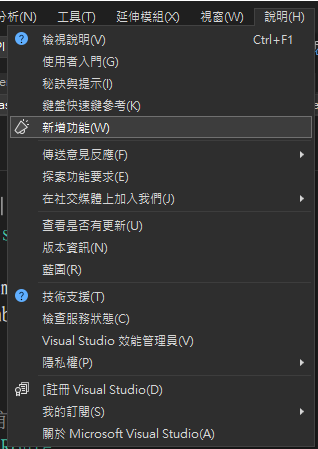 分析(N) 工具(T) 延伸模組(X) 視窗(W) 說明(H)
檢視說明(V) Ctrl+F1
使用者入門(G)
秘訣與提示(I)
鍵盤快速鍵參考(K)
新增功能(W)
傳送意見反應(F)
探索功能要求(E)
在社交媒體上加入我們(J)
查看是否有更新(U)
版本資訊(N)
藍圖(R)
技術支援(T)
檢查服務狀態(C)
Visual Studio 效能管理員(V)
隱私權(P)
[註冊 Visual Studio(D)
我的訂閱(S)
關於 Microsoft Visual Studio(A)